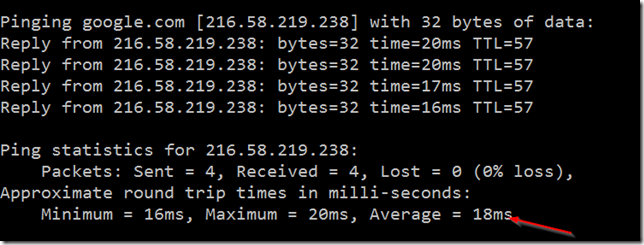 Pinging google.com [216.58.219.238] with 32 bytes of data:
Reply from 216.58.219.238: bytes=32 time=20ms TTL=57
Reply from 216.58.219.238: bytes=32 time=20ms TTL=57
Reply from 216.58.219.238: bytes=32 time=17ms TTL=57
Reply from 216.58.219.238: bytes=32 time=16ms TTL=57
Ping statistics for 216.58.219.238:
Packets: Sent = 4, Received = 4, Lost = 0 (0% loss),
Approximate round trip times in milli-seconds:
Minimum = 16ms, Maximum = 20ms, Average = 18ms